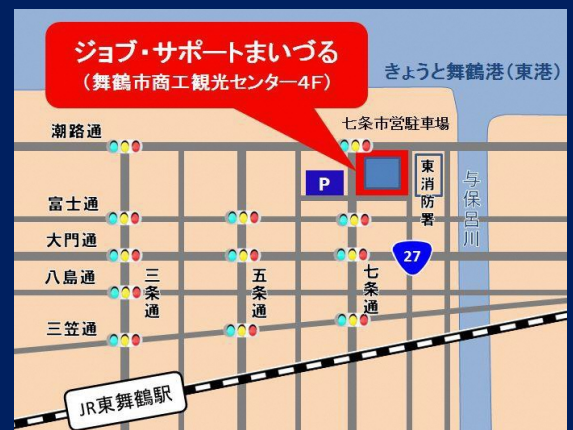 ジョブ・サポートまいづる
(舞鶴市商工観光センター4F)
きょうと舞鶴港(東港)
七条市営駐車場
潮路通
P
東消防署
与保呂川
富士通
大門通
27
八島通
三条通
五条通
七条通
三笠通
JR東舞鶴駅